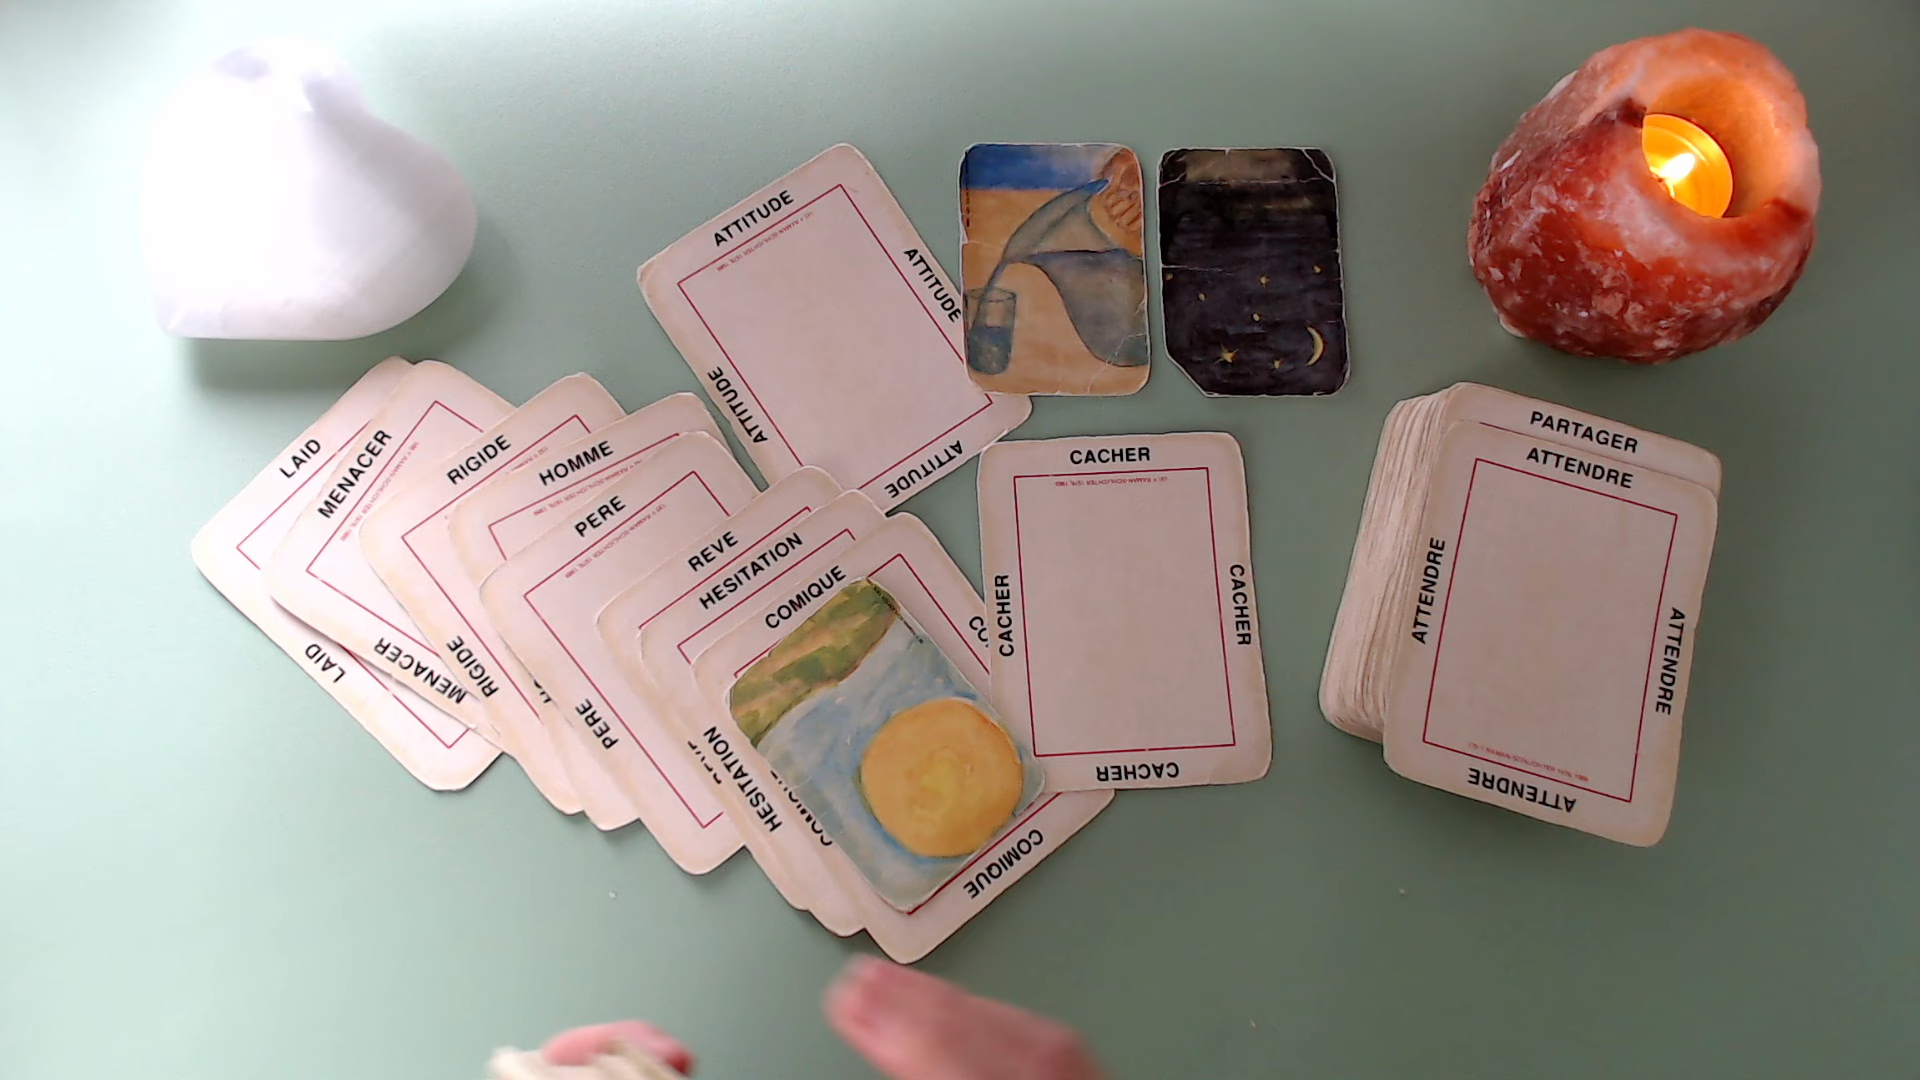 ATTITUDE
ATTITUDE
ATTITUDE
ATTITUDE
LAID
LAID
MENACER
MENACER
RIGIDE
RIGIDE
HOMME
PERE
PERE
REVE
HESITATION
HESITATION
COMIQUE
COMIQUE
CACHER
CACHER
CACHER
CACHER
PARTAGER
ATTENDRE
ATTENDRE
ATTENDRE
ATTENDRE